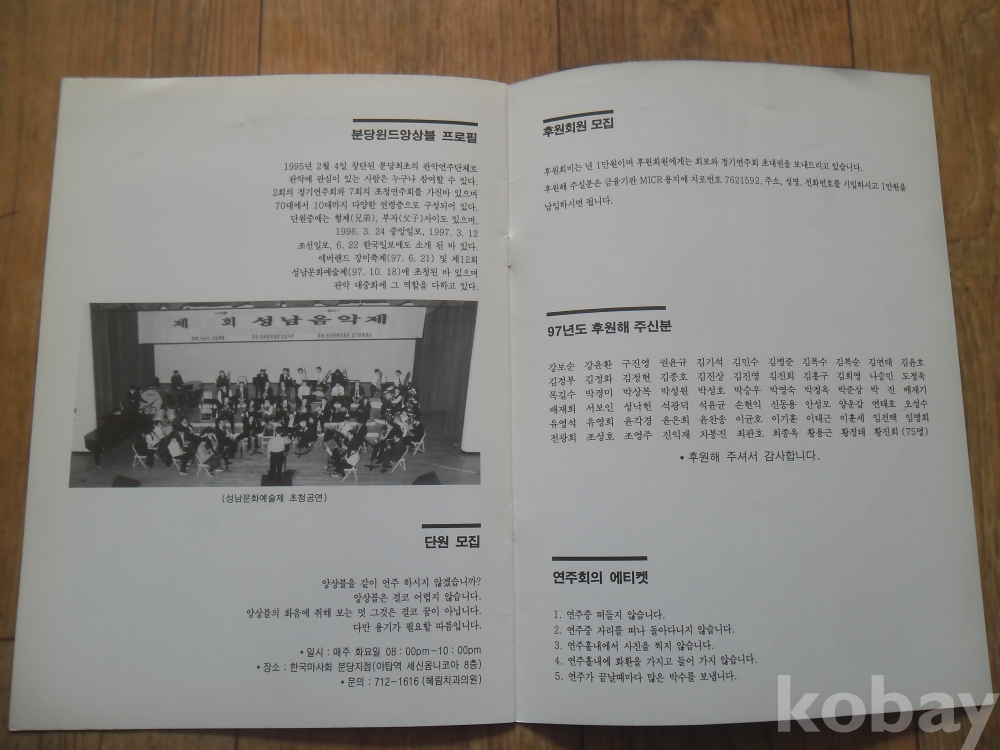 분당윈드앙상블 프로필
1995년 2월 4일 창단된 분당최초의 관악연주단체로
관악에 관심이 있는 사람은 누구나 참여할 수 있다.
2회의 정기연주회와 7회의 초청연주회를 가진바 있으며
70대에서 10대까지 다양한 연령층으로 구성되어 있다.
단원중에는 형제(兄弟), 부자(父子)사이도 있으며,
1996. 3. 24 중앙일보, 1997. 3. 12
조선일보, 6. 22 한국일보에도 소개 된 바 있다.
에버랜드 장미축제(97. 6. 21) 및 제12회
성남문화예술제(97. 10. 18)에 초청된 바 있으며
관악 대중화에 그 역할을 다하고 있다.
제 회 성남음악제
(성남문화예술제 초청공연)
단원 모집
앙상블을 같이 연주 하시지 않겠습니까?
앙상블은 결코 어렵지 않습니다.
앙상블의 화음에 취해 보는 멋 그것은 결코 꿈이 아닙니다.
다만 용기가 필요할 따름입니다.
• 일시 : 매주 화요일 08 : 00pm-10 : 00pm
• 장소 : 한국마사회 분당지점(야탑역 세신옴니코아 8층)
• 문의 : 712-1616 (혜림치과의원)
후원회원 모집
후원회비는 년 1만원이며 후원회원에게는 회보와 정기연주회 초대권을 보내드리고 있습니다.
후원해 주실분은 금융기관 MICR용지에 지로번호 7621592, 주소, 성명, 전화번호를 기입하시고 1만원을
납입하시면 됩니다.
97년도 후원해 주신분
강보순 강윤환 구진영 권윤규 김기석 김민수 김병준 김복수 김복순 김연태 김윤호
김정부 김정화 김정현 김종호 김진상 김진영 김진희 김홍구 김희영 나승민 도정욱
목길수 박경미 박상복 박성원 박성호 박승우 박영숙 박정옥 박준상 박 진 배재기
배재희 서보인 성낙헌 석광덕 석윤규 손현익 신동용 안성모 양운갑 연태호 오성수
유영석 유영희 윤각경 윤은희 윤찬송 이균호 이기훈 이대근 이훈세 임진택 임명희
전광희 조성호 조영주 진익재 차봉진 최관호 최종옥 황용근 황정태 황진희(75명)
• 후원해 주셔서 감사합니다.
연주회의 에티켓
1. 연주중 떠들지 않습니다.
2. 연주중 자리를 떠나 돌아다니지 않습니다.
3. 연주홀내에서 사진을 찍지 않습니다.
4. 연주홀내에 화환을 가지고 들어 가지 않습니다.
5. 연주가 끝날때마다 많은 박수를 보냅니다.
kobay